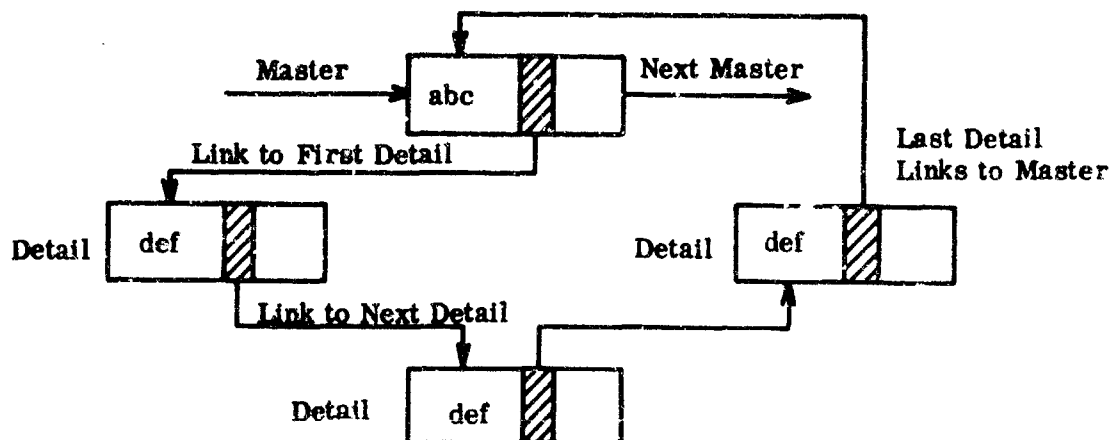 Master
abc
Next Master
Link to First Detail
Last Detail
Links to Master
Detail
def
Detail
def
Link to Next Detail
Detail
def